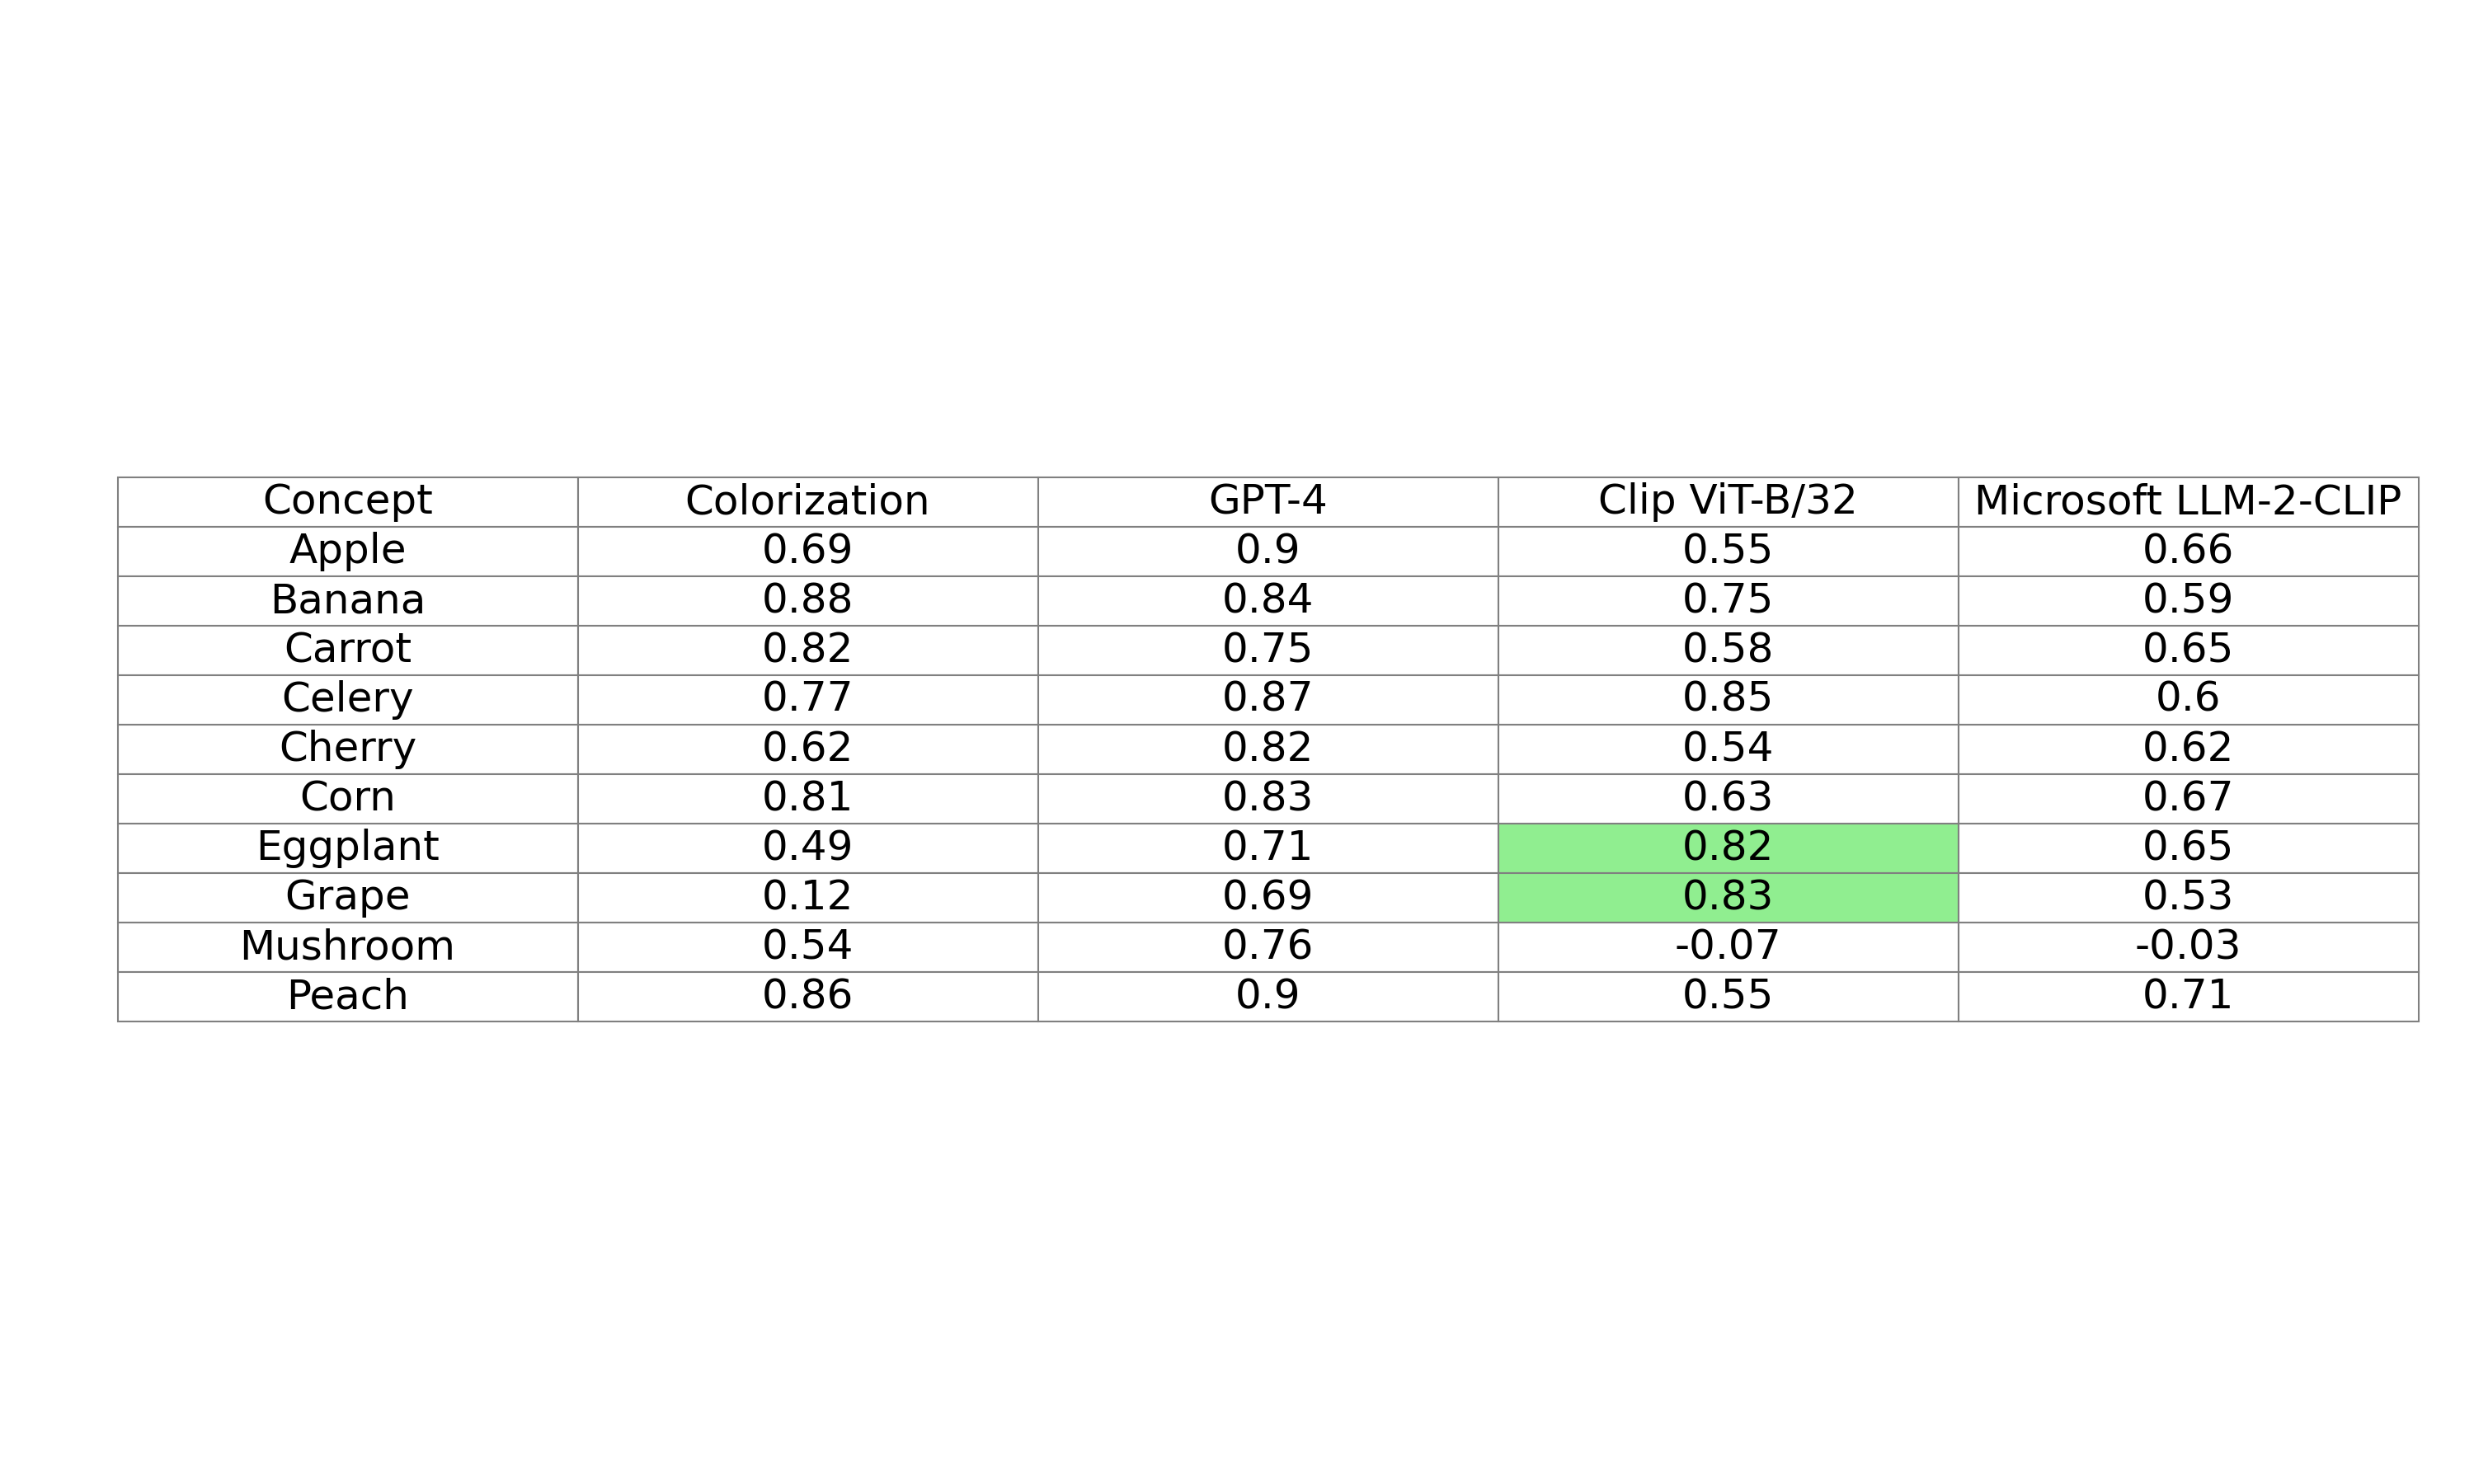 Concept Colorization GPT-4 Clip ViT-B/32 Microsoft LLM-2-CLIP
Apple 0.69 0.9 0.55 0.66
Banana 0.88 0.84 0.75 0.59
Carrot 0.82 0.75 0.58 0.65
Celery 0.77 0.87 0.85 0.6
Cherry 0.62 0.82 0.54 0.62
Corn 0.81 0.83 0.63 0.67
Eggplant 0.49 0.71 0.82 0.65
Grape 0.12 0.69 0.83 0.53
Mushroom 0.54 0.76 -0.07 -0.03
Peach 0.86 0.9 0.55 0.71